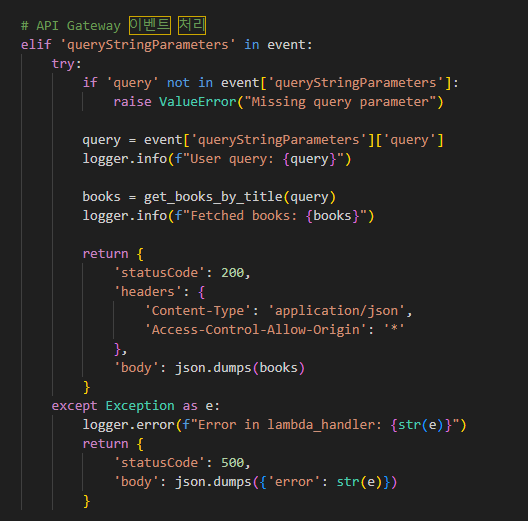 # API Gateway 이벤트 처리
elif 'queryStringParameters' in event:
try:
if 'query' not in event['queryStringParameters']:
raise ValueError("Missing query parameter")
query = event['queryStringParameters']['query']
logger.info(f"User query: {query}")
books = get_books_by_title(query)
logger.info(f"Fetched books: {books}")
return {
'statusCode': 200,
'headers': {
'Content-Type': 'application/json',
'Access-Control-Allow-Origin': '*'
},
'body': json.dumps(books)
}
except Exception as e:
logger.error(f"Error in lambda_handler: {str(e)}")
return {
'statusCode': 500,
'body': json.dumps({'error': str(e)})
}